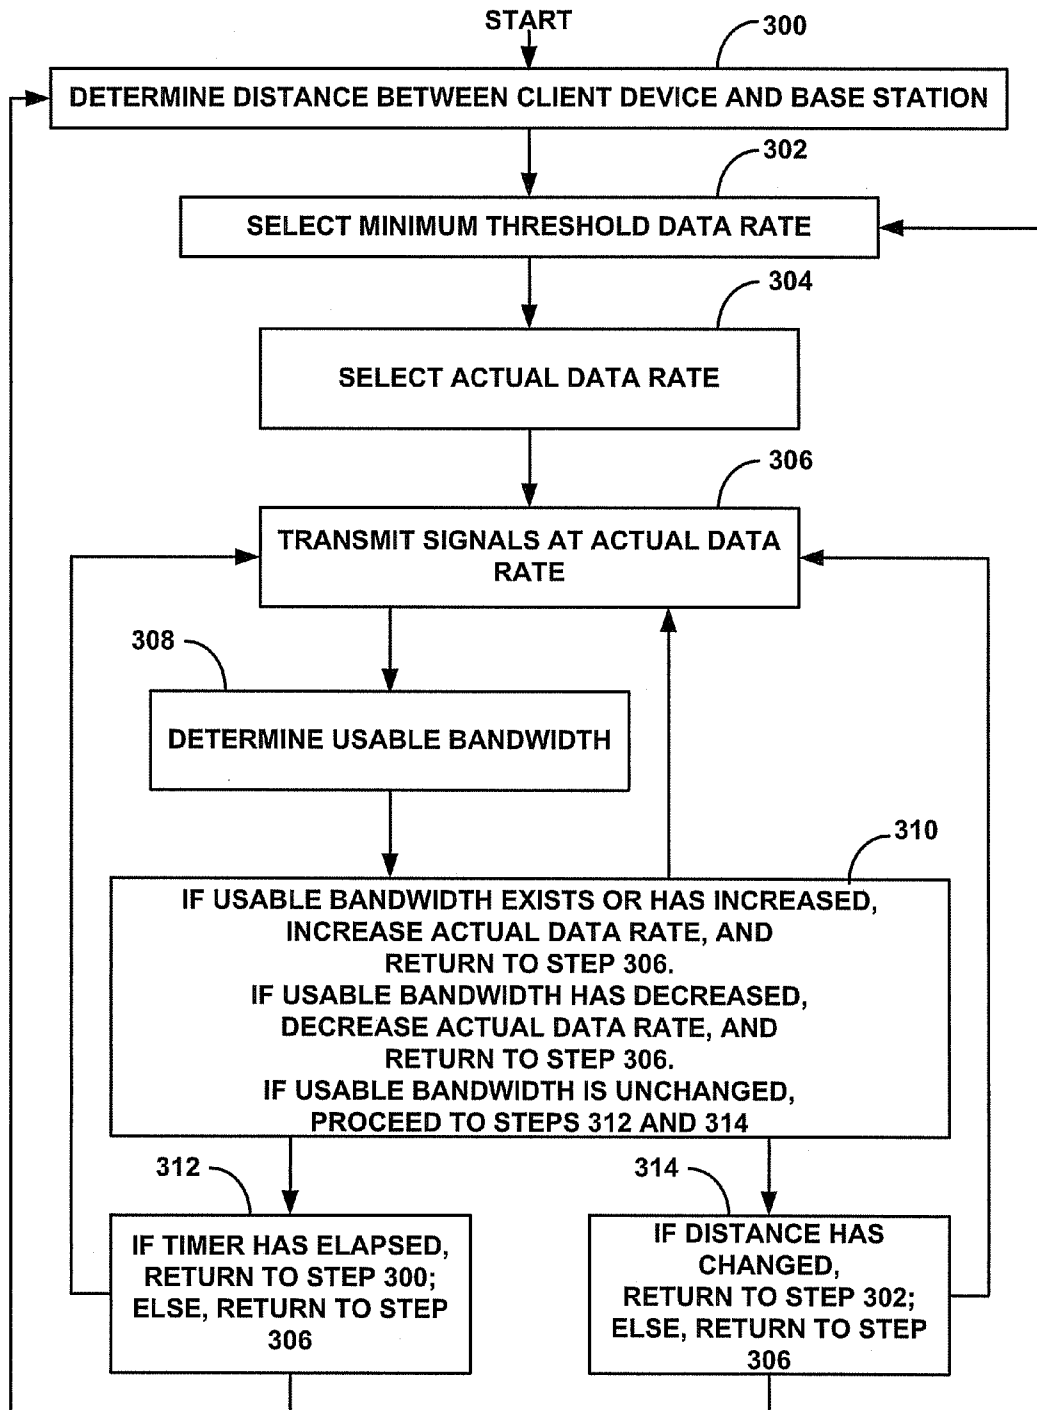 START
300
DETERMINE DISTANCE BETWEEN CLIENT DEVICE AND BASE STATION
302
SELECT MINIMUM THRESHOLD DATA RATE
304
SELECT ACTUAL DATA RATE
306
TRANSMIT SIGNALS AT ACTUAL DATA
RATE
308
DETERMINE USABLE BANDWIDTH
310
IF USABLE BANDWIDTH EXISTS OR HAS INCREASED,
INCREASE ACTUAL DATA RATE, AND
RETURN TO STEP 306.
IF USABLE BANDWIDTH HAS DECREASED,
DECREASE ACTUAL DATA RATE, AND
RETURN TO STEP 306.
IF USABLE BANDWIDTH IS UNCHANGED,
PROCEED TO STEPS 312 AND 314
312
IF TIMER HAS ELAPSED,
RETURN TO STEP 300;
ELSE, RETURN TO STEP
306
314
IF DISTANCE HAS
CHANGED,
RETURN TO STEP 302;
ELSE, RETURN TO STEP
306